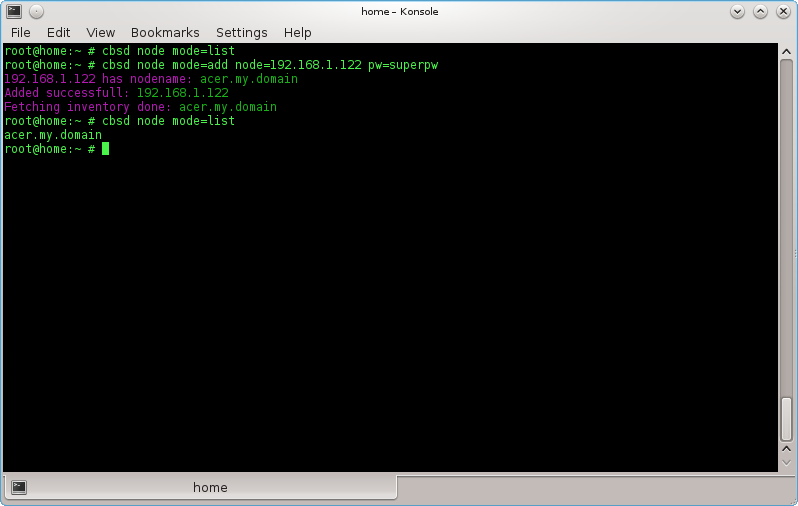 home – Konsole
File Edit View Bookmarks Settings Help
root@home:~ # cbsd node mode=list
root@home:~ # cbsd node mode=add node=192.168.1.122 pw=superpw
192.168.1.122 has nodename: acer.my.domain
Added successfull: 192.168.1.122
Fetching inventory done: acer.my.domain
root@home:~ # cbsd node mode=list
acer.my.domain
root@home:~ #
home